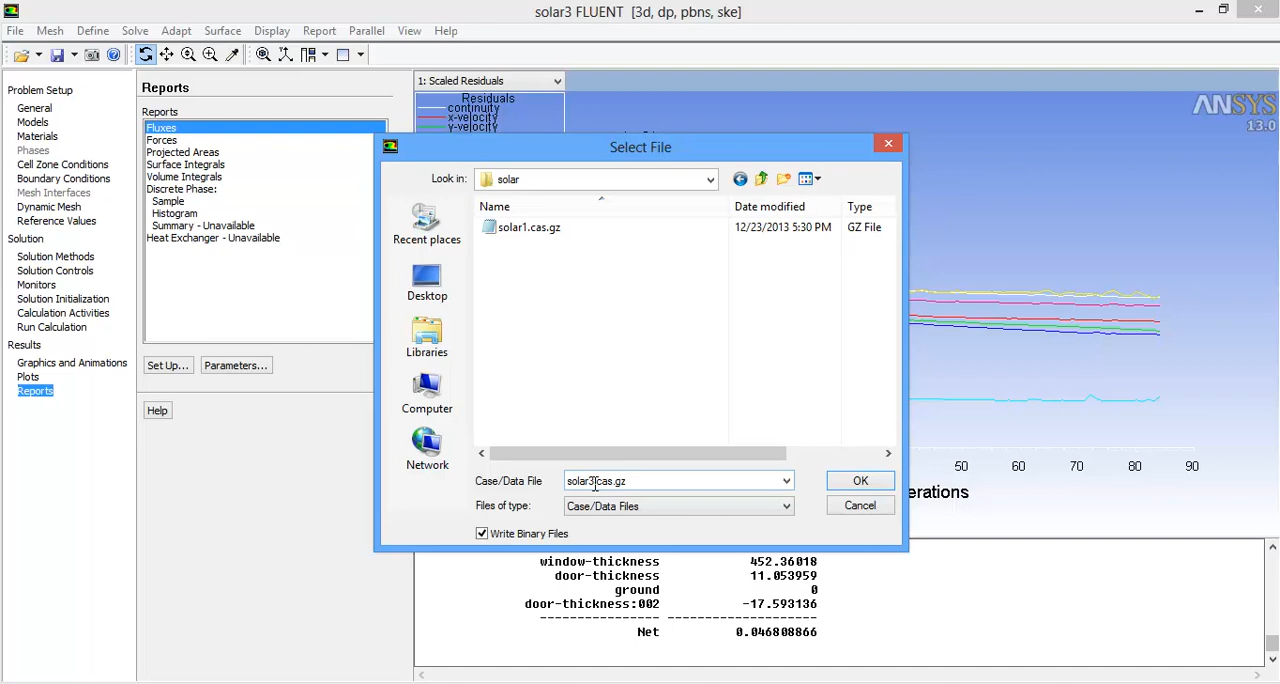 solar3 FLUENT [3d, dp, pbns, ske]
File Mesh Define Solve Adapt Surface Display Report Parallel View Help
Problem Setup
General
Models
Materials
Phases
Cell Zone Conditions
Boundary Conditions
Mesh Interfaces
Dynamic Mesh
Reference Values
Solution
Solution Methods
Solution Controls
Monitors
Solution Initialization
Calculation Activities
Run Calculation
Results
Graphics and Animations
Plots
Reports
Reports
Reports
Fluxes
Forces
Projected Areas
Surface Integrals
Volume Integrals
Discrete Phase:
Sample
Histogram
Summary - Unavailable
Heat Exchanger - Unavailable
Set Up... Parameters...
Help
1: Scaled Residuals
Residuals
continuity
x-velocity
y-velocity
ANSYS
13.0
Select File
Look in: solar
Name Date modified Type
solar1.cas.gz 12/23/2013 5:30 PM GZ File
Recent places
Desktop
Libraries
Computer
Network
Case/Data File solar3.cas.gz OK
Files of type: Case/Data Files Cancel
Write Binary Files
50 60 70 80 90
erations
window-thickness 452.36018
door-thickness 11.053959
ground 0
door-thickness:002 -17.593136
---------------- --------------------
Net 0.046808866